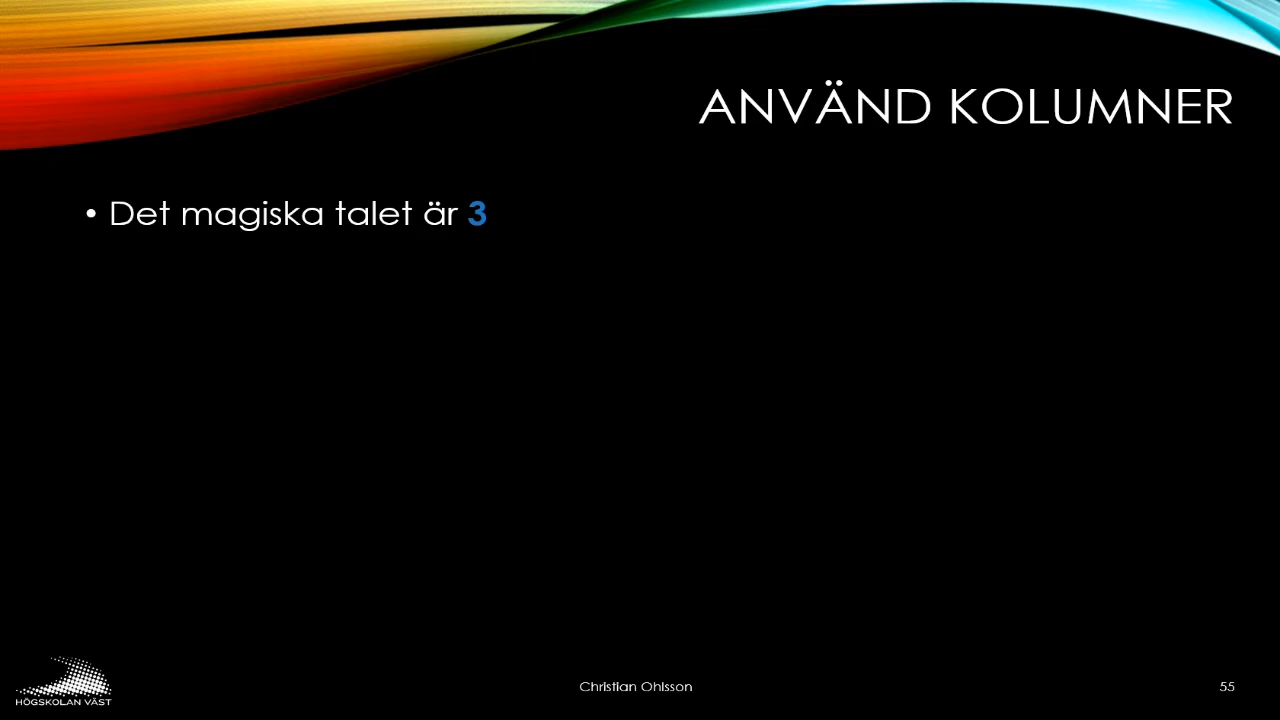 ANVÄND KOLUMNER
• Det magiska talet är 3
HÖGSKOLAN VÄST
Christian Ohlsson
55